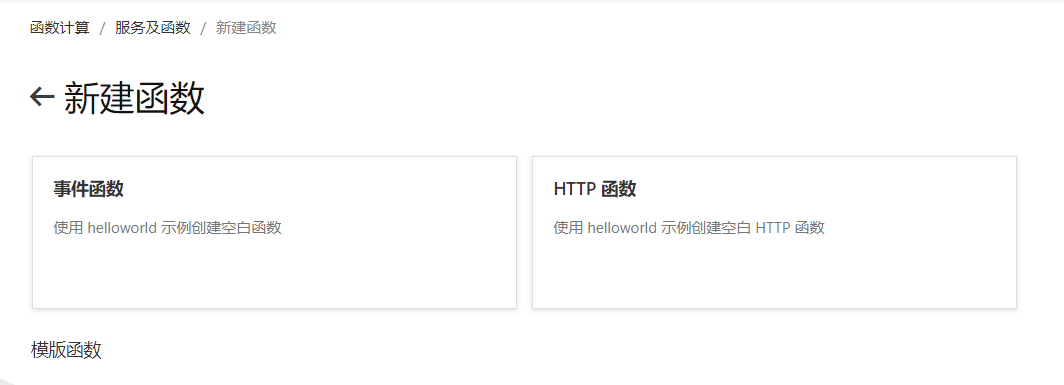 函数计算 / 服务及函数 / 新建函数
新建函数
事件函数
使用 helloworld 示例创建空白函数
HTTP 函数
使用 helloworld 示例创建空白 HTTP 函数
模版函数